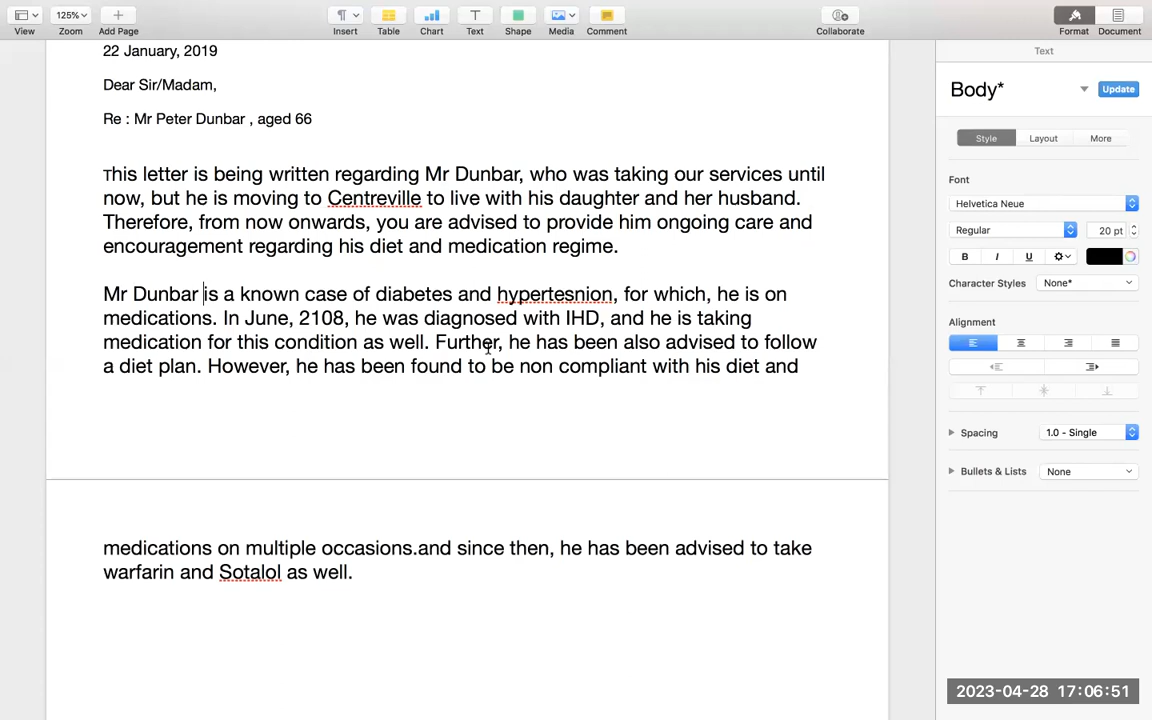 125%
View
Zoom
Add Page
Insert
Table
Chart
Text
Shape
Media
Comment
Collaborate
Format
Document
22 January, 2019
Dear Sir/Madam,
Re : Mr Peter Dunbar , aged 66
This letter is being written regarding Mr Dunbar, who was taking our services until
now, but he is moving to Centreville to live with his daughter and her husband.
Therefore, from now onwards, you are advised to provide him ongoing care and
encouragement regarding his diet and medication regime.
Mr Dunbar is a known case of diabetes and hypertesnion, for which, he is on
medications. In June, 2108, he was diagnosed with IHD, and he is taking
medication for this condition as well. Further, he has been also advised to follow
a diet plan. However, he has been found to be non compliant with his diet and
medications on multiple occasions.and since then, he has been advised to take
warfarin and Sotalol as well.
Text
Body*
Update
Style
Layout
More
Font
Helvetica Neue
Regular
20 pt
B I U
Character Styles
None*
Alignment
Spacing
1.0 - Single
Bullets & Lists
None
2023-04-28 17:06:51